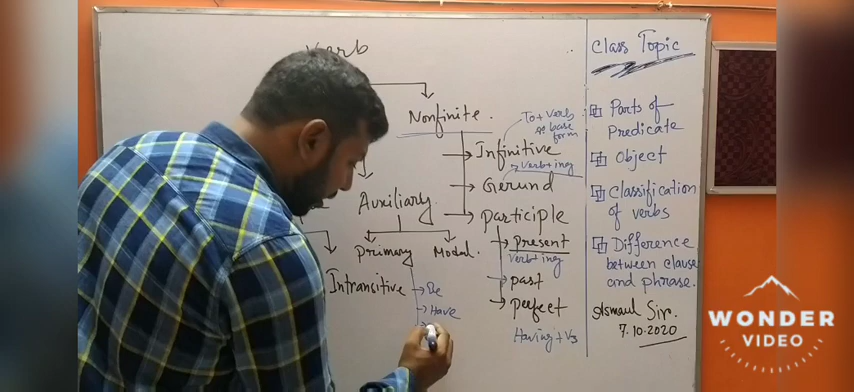 Verb
Nonfinite.
To + verb
base
form
Infinitive
Verb+ing
Gerund
Auxiliary
participle
Primary
Modal.
present
Verb+ing
Intransitive
Be
Have
past
perfect
Having + V3
Class Topic
Parts of
Predicate
Object
Classification
of verbs
Difference
between clause
and phrase.
Asmaul Sir.
7.10.2020
WONDER
VIDEO